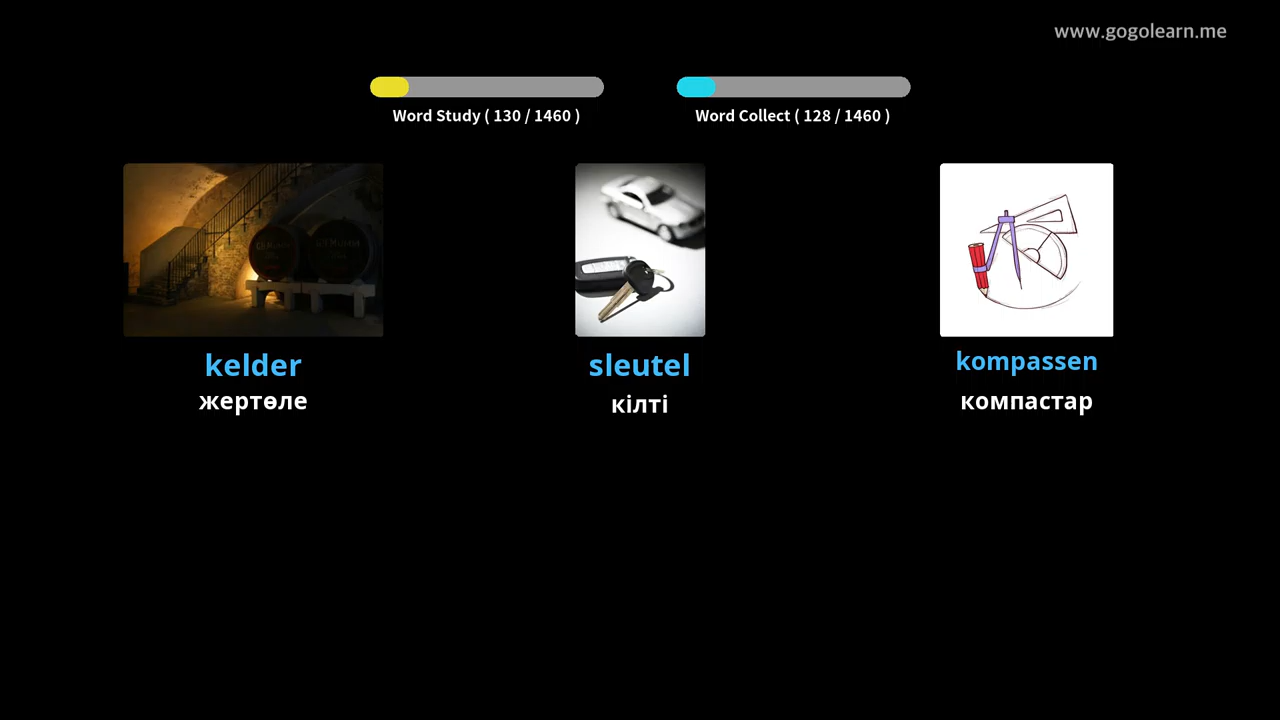 www.gogolearn.me
Word Study ( 130 / 1460 )
Word Collect ( 128 / 1460 )
kelder
жертөле
sleutel
кілті
kompassen
компастар